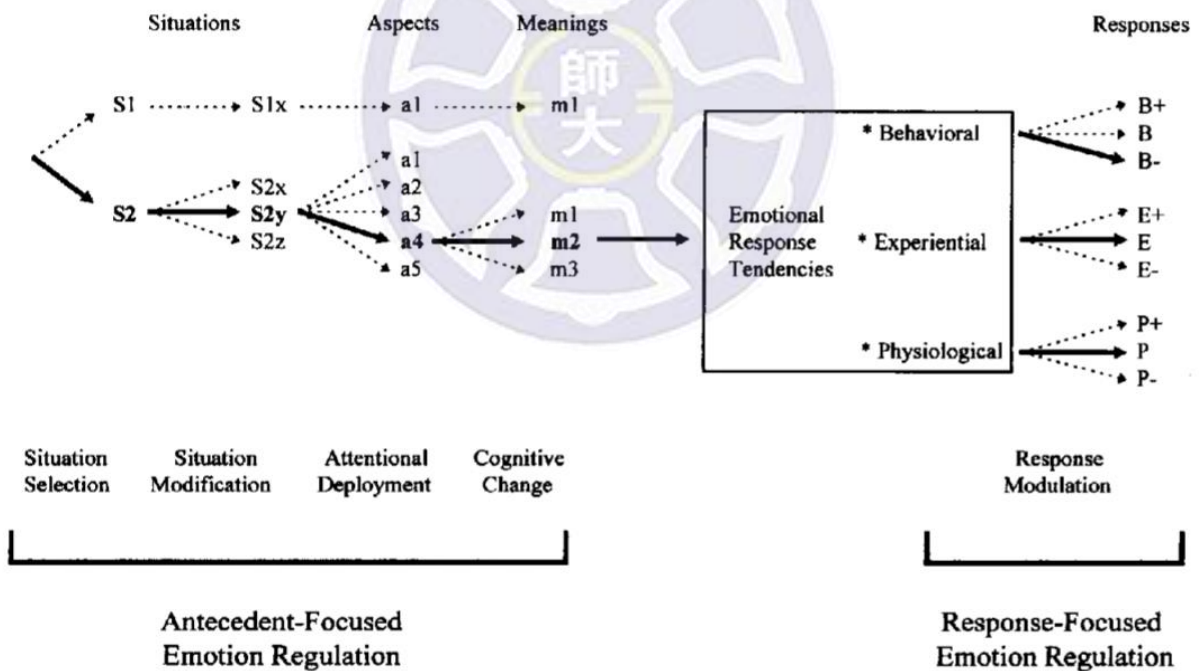 Situations Aspects Meanings Responses
師
大
S1 S1x a1 m1
B+
* Behavioral B
B-
a1
S2x a2
S2 S2y a3 m1
S2z a4 m2
a5 m3
Emotional
Response * Experiential
Tendencies
E+
E
E-
* Physiological
P+
P
P-
Situation Situation Attentional Cognitive Response
Selection Modification Deployment Change Modulation
Antecedent-Focused Response-Focused
Emotion Regulation Emotion Regulation